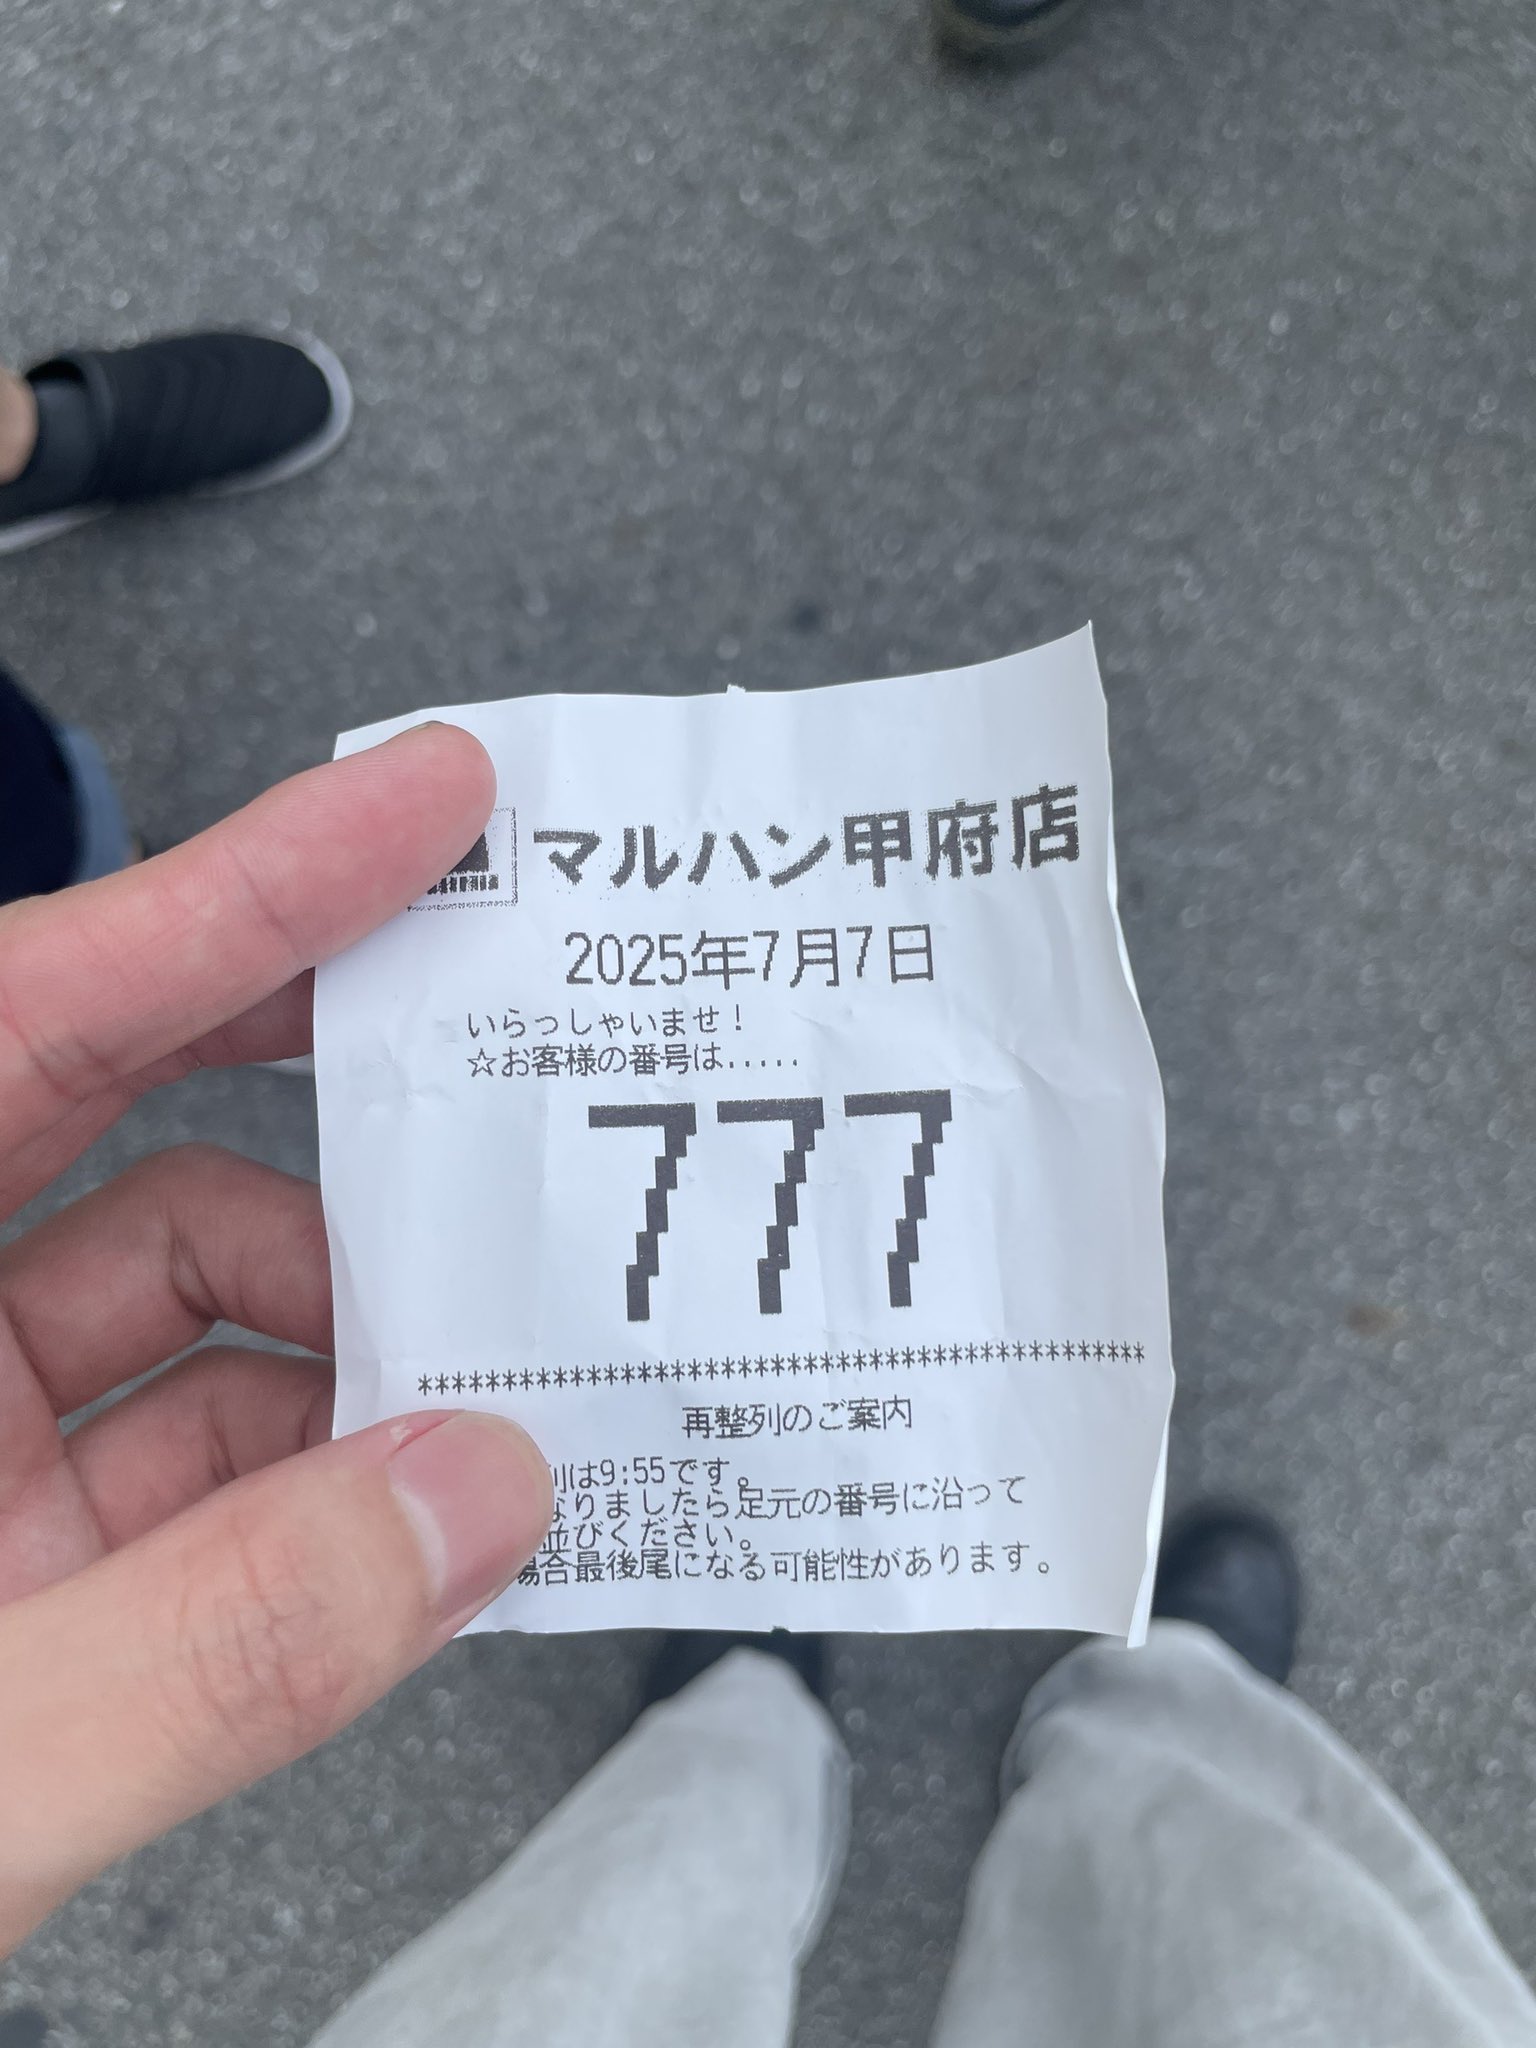 マルハン甲府店
2025年7月7日
いらっしゃいませ！
☆お客様の番号は.....
777
*******************************************
再整列のご案内
列は9:55です。
なりましたら足元の番号に沿って
並びください。
場合最後尾になる可能性があります。